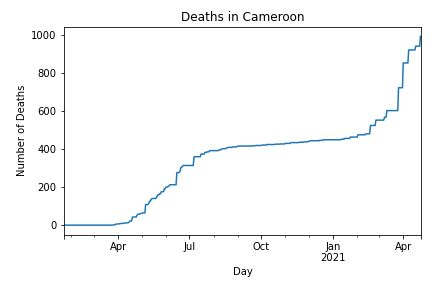 Deaths in Cameroon
Number of Deaths
1000
800
600
400
200
0
Apr
Jul
Oct
Jan
2021
Apr
Day